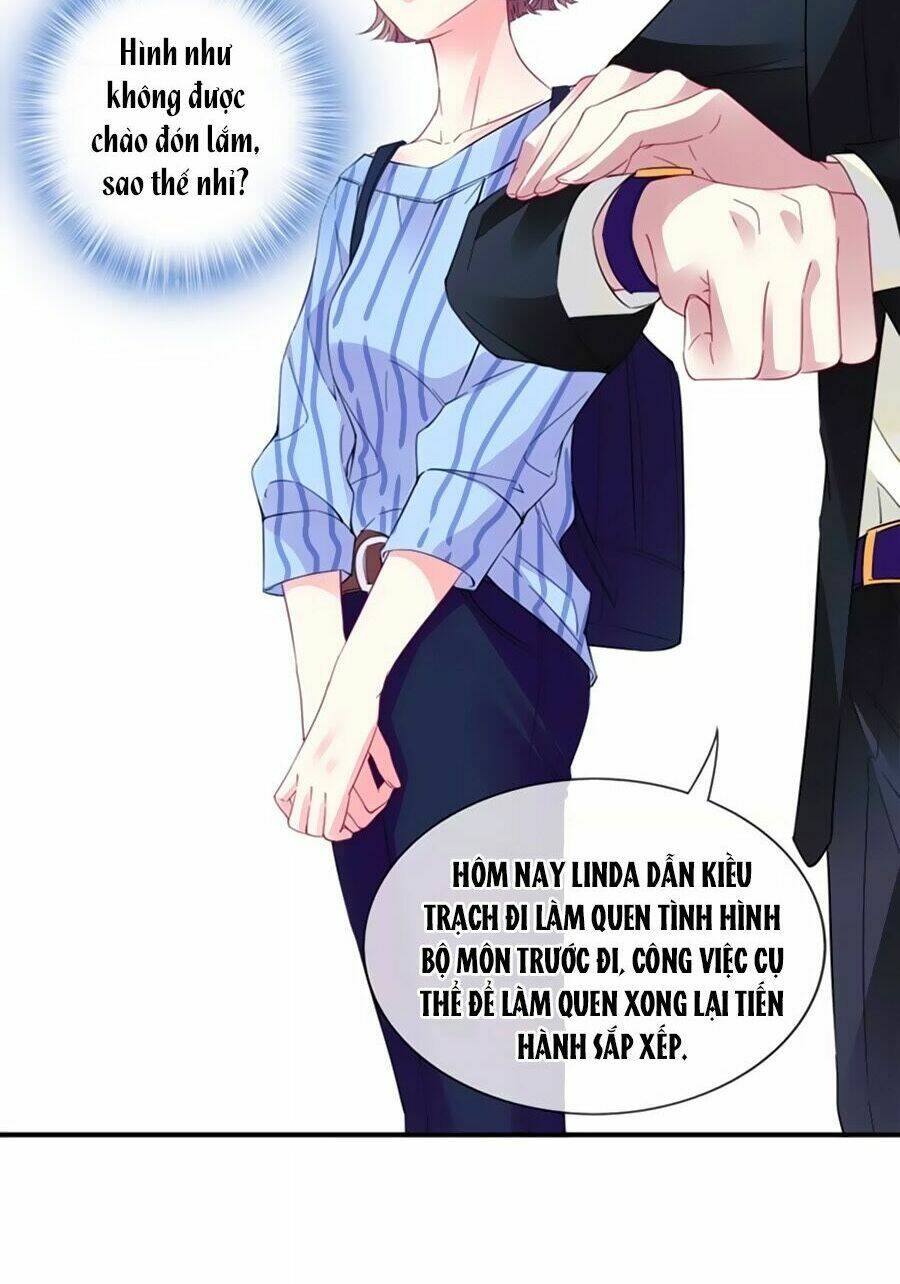 Hình như
không được
chào đón lắm,
sao thế nhỉ?
HÔM NAY LINDA DẪN KIỀU
TRẠCH ĐI LÀM QUEN TÌNH HÌNH
BỘ MÔN TRƯỚC ĐI, CÔNG VIỆC CỤ
THỂ ĐỂ LÀM QUEN XONG LẠI TIẾN
HÀNH SẮP XẾP.